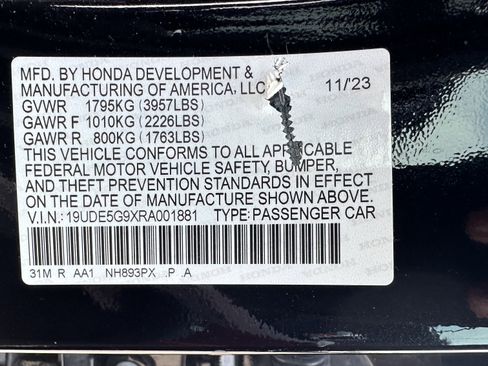 MFD. BY HONDA DEVELOPMENT &
MANUFACTURING OF AMERICA, LLC 11/'23
GVWR 1795KG (3957LBS)
GAWR F 1010KG (2226LBS)
GAWR R 800KG (1763LBS)
THIS VEHICLE CONFORMS TO ALL APPLICABLE
FEDERAL MOTOR VEHICLE SAFETY, BUMPER,
AND THEFT PREVENTION STANDARDS IN EFFECT
ON THE DATE OF MANUFACTURE SHOWN ABOVE.
V.I.N.: 19UDE5G9XRA001881 TYPE: PASSENGER CAR
31M R AA1 NH893PX P A